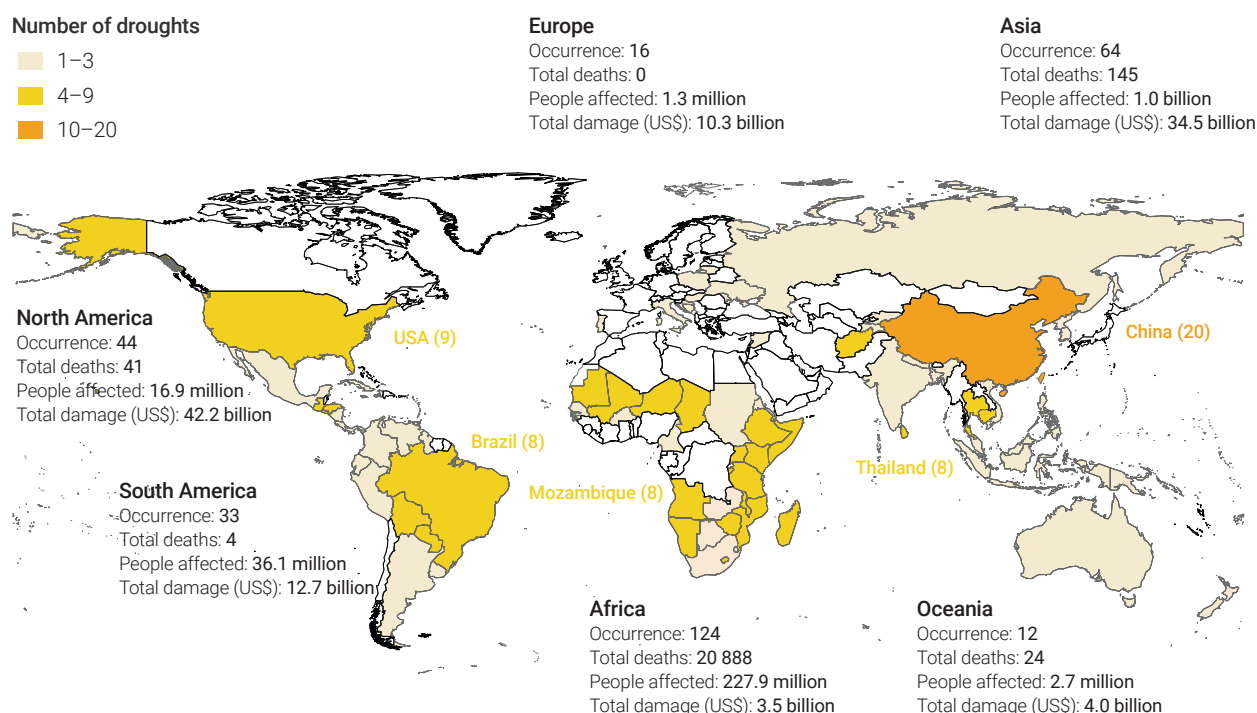 Number of droughts
1–3
4–9
10–20
Europe
Occurrence: 16
Total deaths: 0
People affected: 1.3 million
Total damage (US$): 10.3 billion
Asia
Occurrence: 64
Total deaths: 145
People affected: 1.0 billion
Total damage (US$): 34.5 billion
North America
Occurrence: 44
Total deaths: 41
People affected: 16.9 million
Total damage (US$): 42.2 billion
USA (9)
China (20)
Brazil (8)
Mozambique (8)
Thailand (8)
South America
Occurrence: 33
Total deaths: 4
People affected: 36.1 million
Total damage (US$): 12.7 billion
Africa
Occurrence: 124
Total deaths: 20 888
People affected: 227.9 million
Total damage (US$): 3.5 billion
Oceania
Occurrence: 12
Total deaths: 24
People affected: 2.7 million
Total damage (US$): 4.0 billion